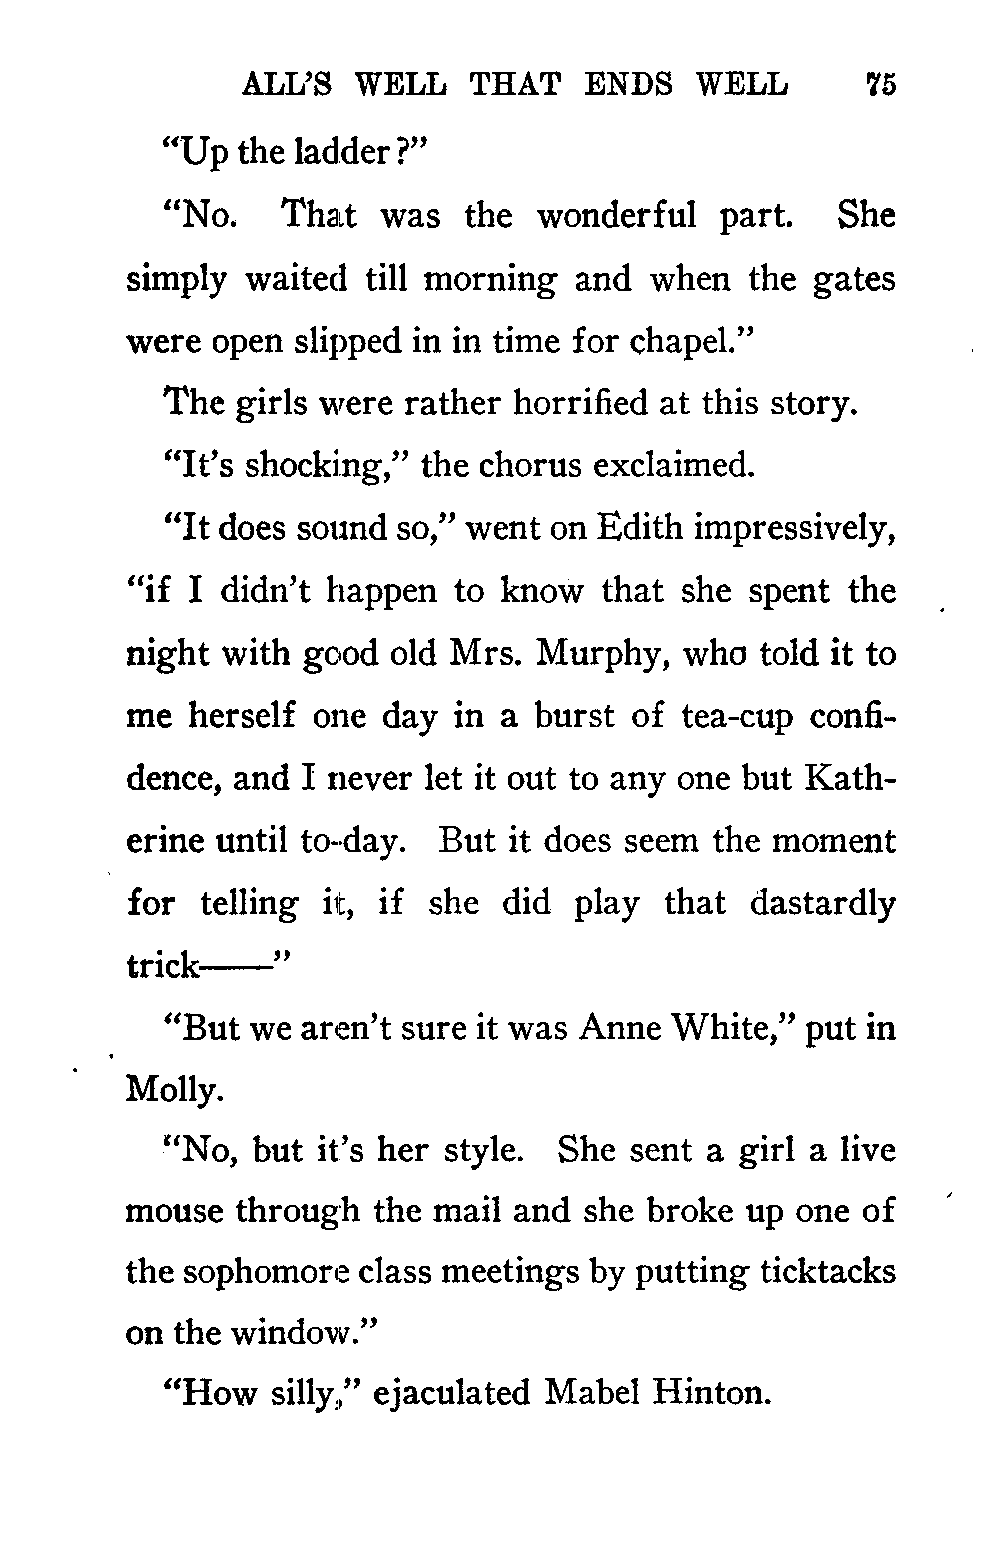 ALL'S WELL THAT ENDS WELL 75
"Up the ladder?"
"No. That was the wonderful part. She
simply waited till morning and when the gates
were open slipped in in time for chapel."
The girls were rather horrified at this story.
"It's shocking," the chorus exclaimed.
"It does sound so," went on Edith impressively,
"if I didn't happen to know that she spent the
night with good old Mrs. Murphy, who told it to
me herself one day in a burst of tea-cup confi-
dence, and I never let it out to any one but Kath-
erine until to-day. But it does seem the moment
for telling it, if she did play that dastardly
trick——"
"But we aren't sure it was Anne White," put in
Molly.
"No, but it's her style. She sent a girl a live
mouse through the mail and she broke up one of
the sophomore class meetings by putting ticktacks
on the window."
"How silly," ejaculated Mabel Hinton.